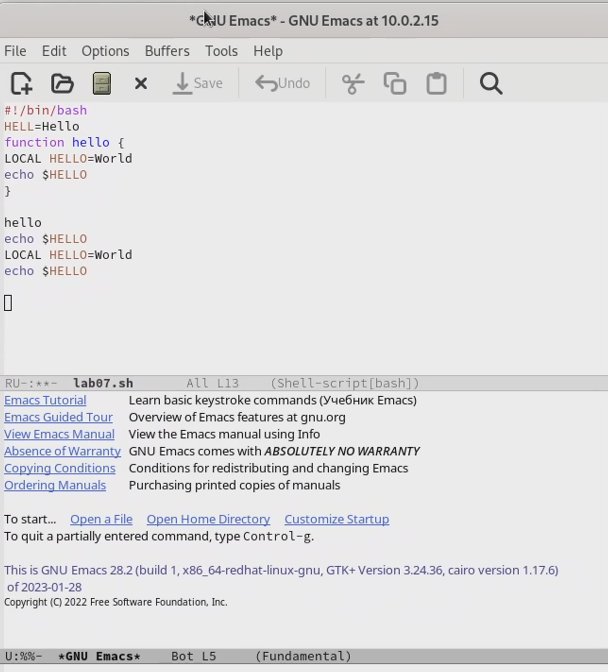 *GNU Emacs* - GNU Emacs at 10.0.2.15
File Edit Options Buffers Tools Help
Save Undo
#!/bin/bash
HELL=Hello
function hello {
LOCAL HELLO=World
echo $HELLO
}
hello
echo $HELLO
LOCAL HELLO=World
echo $HELLO
RU-:**- lab07.sh All L13 (Shell-script[bash])
Emacs Tutorial Learn basic keystroke commands (Учебник Emacs)
Emacs Guided Tour Overview of Emacs features at gnu.org
View Emacs Manual View the Emacs manual using Info
Absence of Warranty GNU Emacs comes with ABSOLUTELY NO WARRANTY
Copying Conditions Conditions for redistributing and changing Emacs
Ordering Manuals Purchasing printed copies of manuals
To start... Open a File Open Home Directory Customize Startup
To quit a partially entered command, type Control-g.
This is GNU Emacs 28.2 (build 1, x86_64-redhat-linux-gnu, GTK+ Version 3.24.36, cairo version 1.17.6)
of 2023-01-28
Copyright (C) 2022 Free Software Foundation, Inc.
U:%%- *GNU Emacs* Bot L5 (Fundamental)